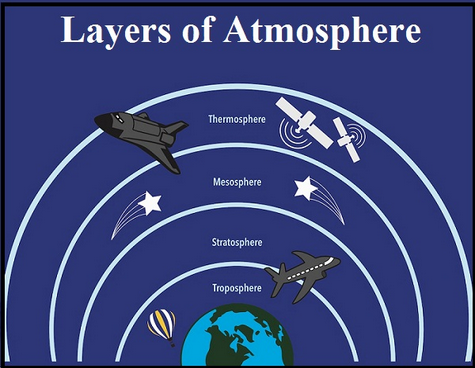 Layers of Atmosphere
Thermosphere
Mesosphere
Stratosphere
Troposphere